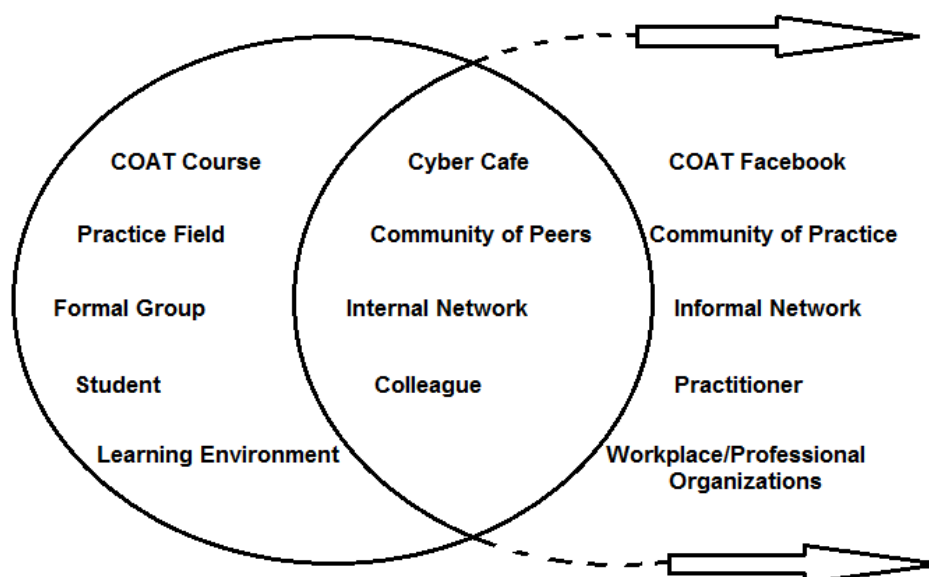 COAT Course Cyber Cafe COAT Facebook
Practice Field Community of Peers Community of Practice
Formal Group Internal Network Informal Network
Student Colleague Practitioner
Learning Environment Workplace/Professional
Organizations